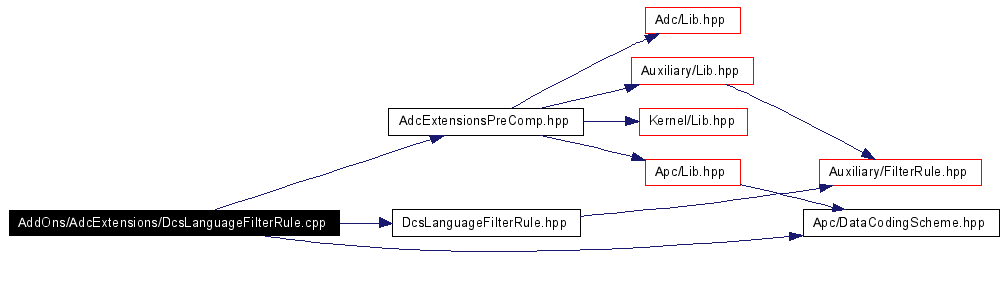 Adc/Lib.hpp
Auxiliary/Lib.hpp
AdcExtensionsPreComp.hpp
Kernel/Lib.hpp
Apc/Lib.hpp
Auxiliary/FilterRule.hpp
AddOns/AdcExtensions/DcsLanguageFilterRule.cpp
DcsLanguageFilterRule.hpp
Apc/DataCodingScheme.hpp